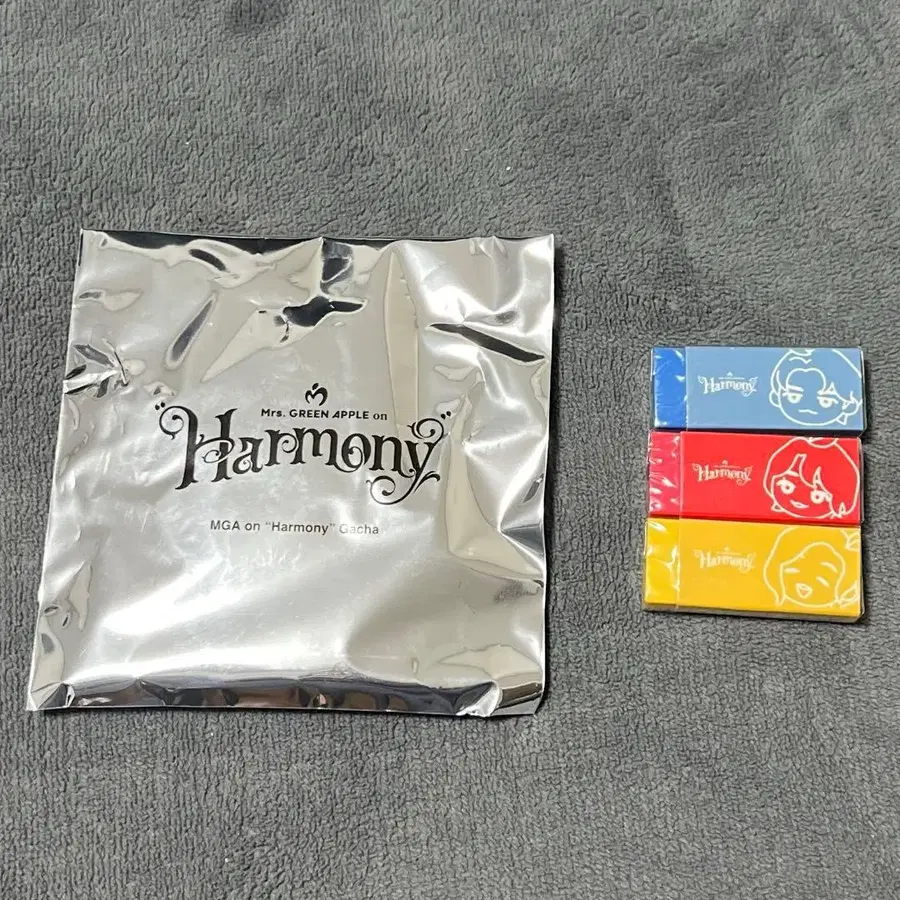 Mrs. GREEN APPLE on
"Harmony"
MGA on "Harmony" Gacha
Harmony
Harmony
Harmony